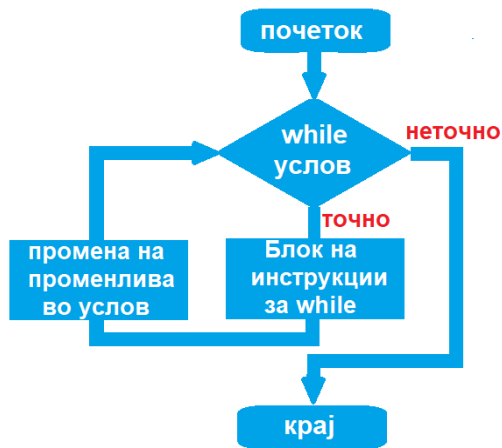 почеток
while
услов
неточно
точно
промена на
променлива
во услов
Блок на
инструкции
за while
крај